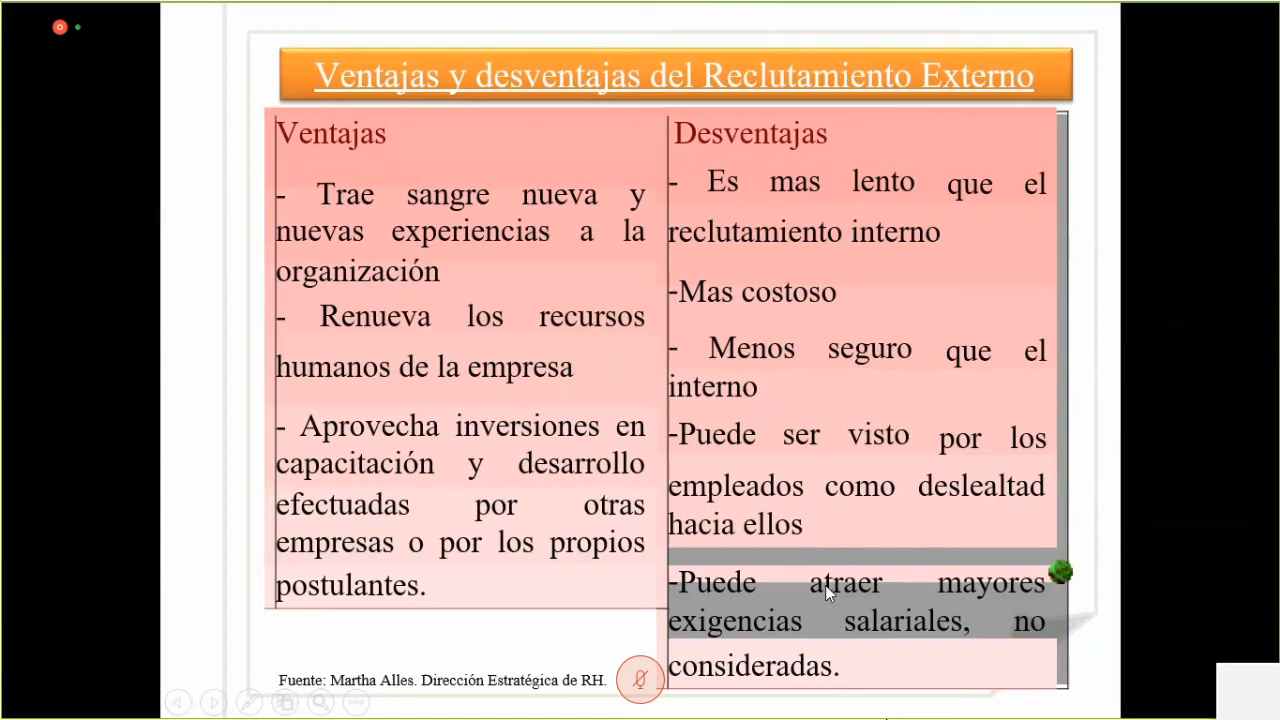 Ventajas y desventajas del Reclutamiento Externo
Ventajas
- Trae sangre nueva y
nuevas experiencias a la
organización
- Renueva los recursos
humanos de la empresa
- Aprovecha inversiones en
capacitación y desarrollo
efectuadas por otras
empresas o por los propios
postulantes.
Desventajas
- Es mas lento que el
reclutamiento interno
-Mas costoso
- Menos seguro que el
interno
-Puede ser visto por los
empleados como deslealtad
hacia ellos
-Puede atraer mayores
exigencias salariales, no
consideradas.
Fuente: Martha Alles. Dirección Estratégica de RH.